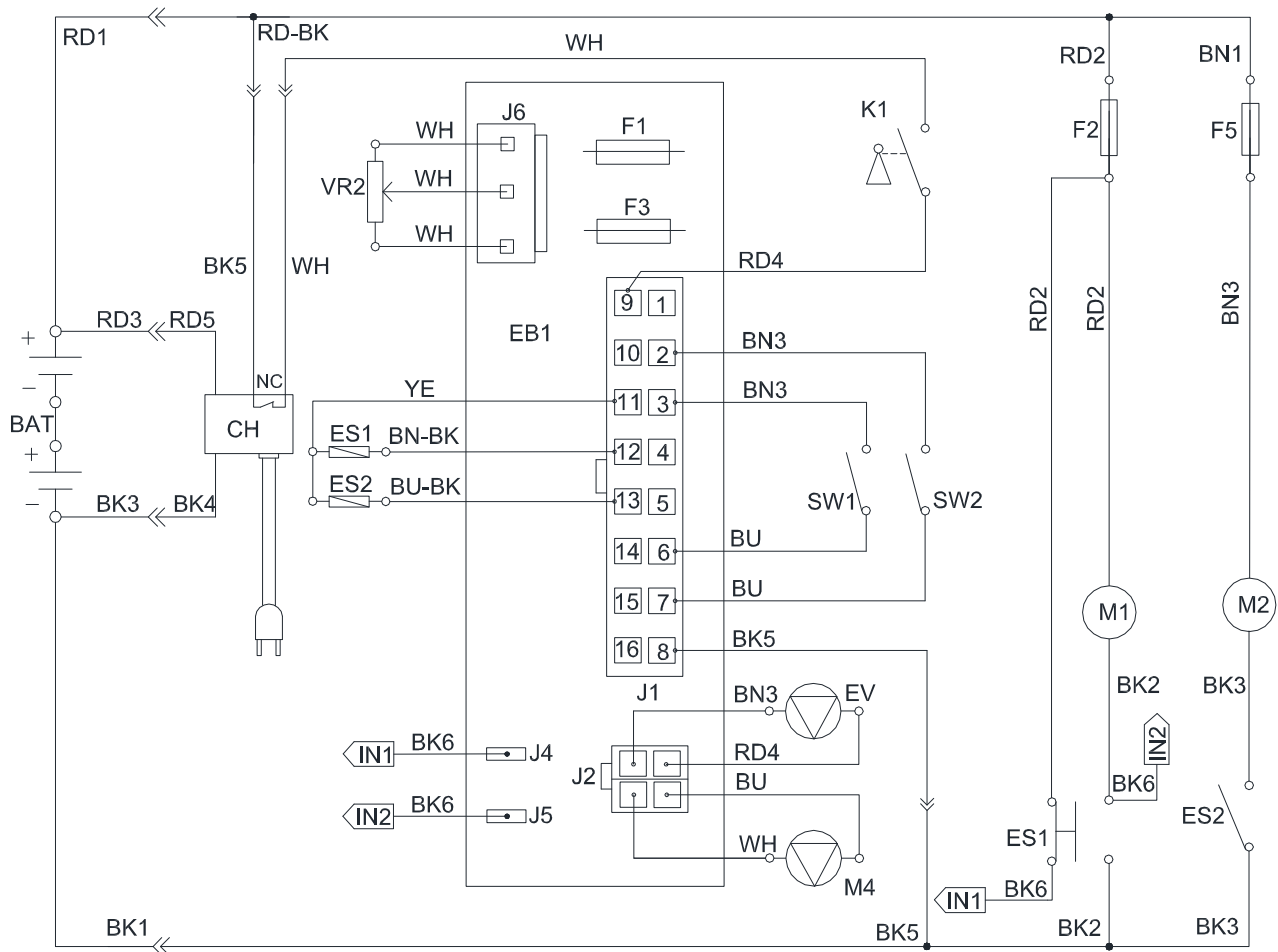 RD1
RD-BK
WH
RD2
BN1
K1
F2
F5
J6
F1
WH
VR2
WH
F3
WH
BK5
WH
RD4
RD2
RD2
BN3
9 1
RD3
RD5
+
EB1
10 2
BN3
−
NC
YE
11 3
BN3
BAT
CH
ES1
BN-BK
12 4
+
ES2
BU-BK
13 5
SW1
SW2
−
BK3
BK4
14 6
BU
15 7
BU
M1
M2
16 8
BK5
J1
BN3
EV
BK2
BK3
IN1
BK6
J4
RD4
IN2
J2
BU
BK6
IN2
BK6
J5
ES1
ES2
WH
M4
IN1
BK6
BK1
BK5
BK2
BK3